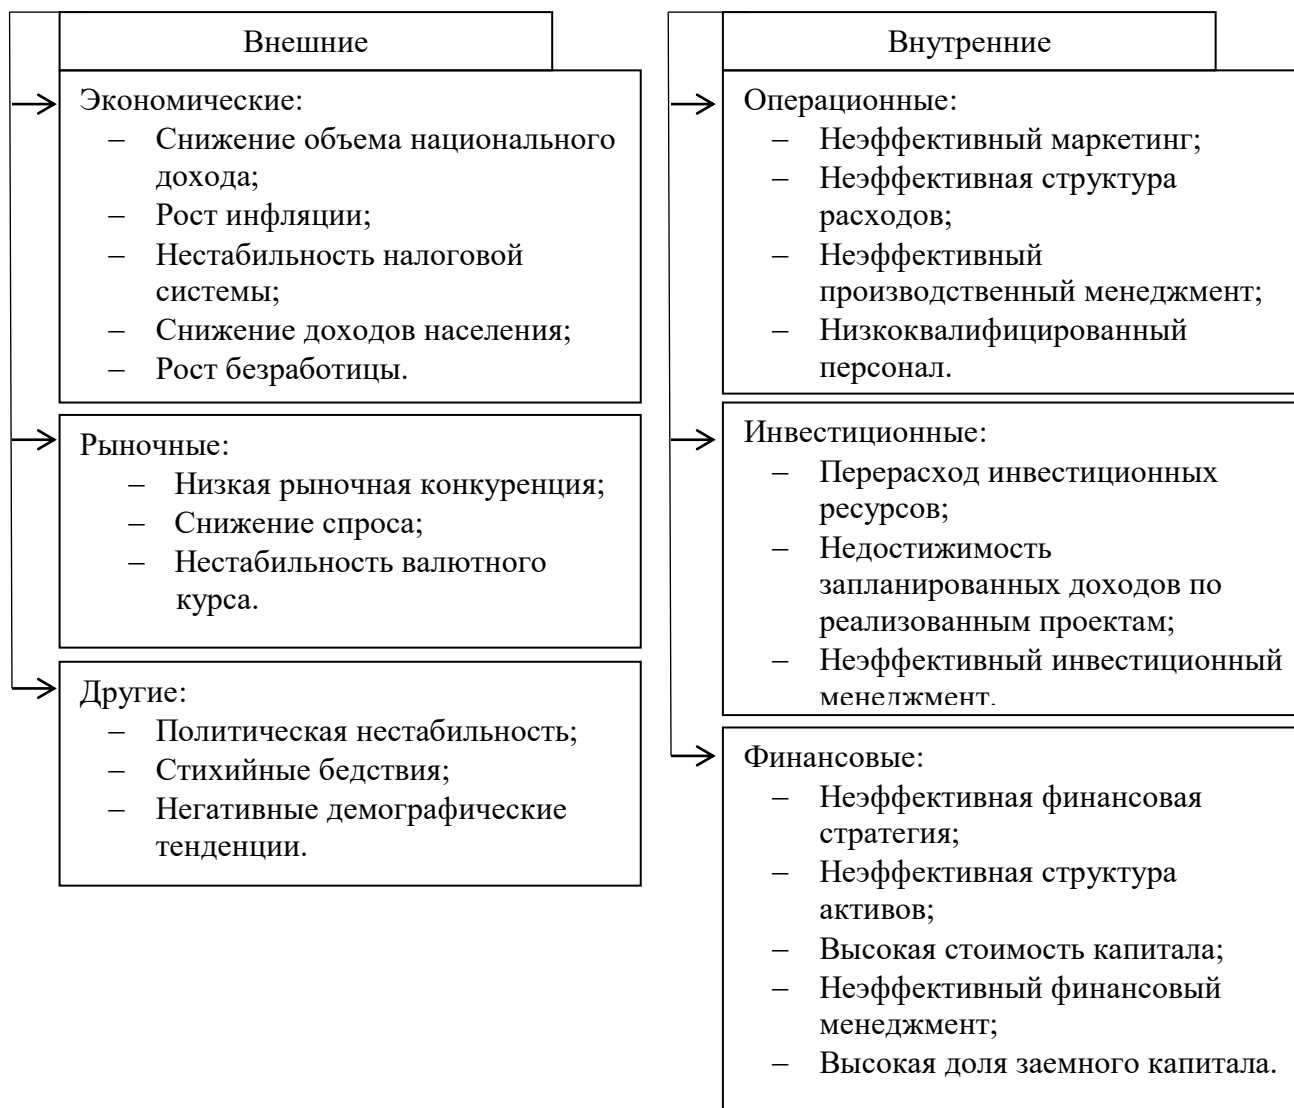 Внешние
Экономические:
– Снижение объема национального
дохода;
– Рост инфляции;
– Нестабильность налоговой
системы;
– Снижение доходов населения;
– Рост безработицы.
Рыночные:
– Низкая рыночная конкуренция;
– Снижение спроса;
– Нестабильность валютного
курса.
Другие:
– Политическая нестабильность;
– Стихийные бедствия;
– Негативные демографические
тенденции.
Внутренние
Операционные:
– Неэффективный маркетинг;
– Неэффективная структура
расходов;
– Неэффективный
производственный менеджмент;
– Низкоквалифицированный
персонал.
Инвестиционные:
– Перерасход инвестиционных
ресурсов;
– Недостижимость
запланированных доходов по
реализованным проектам;
– Неэффективный инвестиционный
менеджмент.
Финансовые:
– Неэффективная финансовая
стратегия;
– Неэффективная структура
активов;
– Высокая стоимость капитала;
– Неэффективный финансовый
менеджмент;
– Высокая доля заемного капитала.